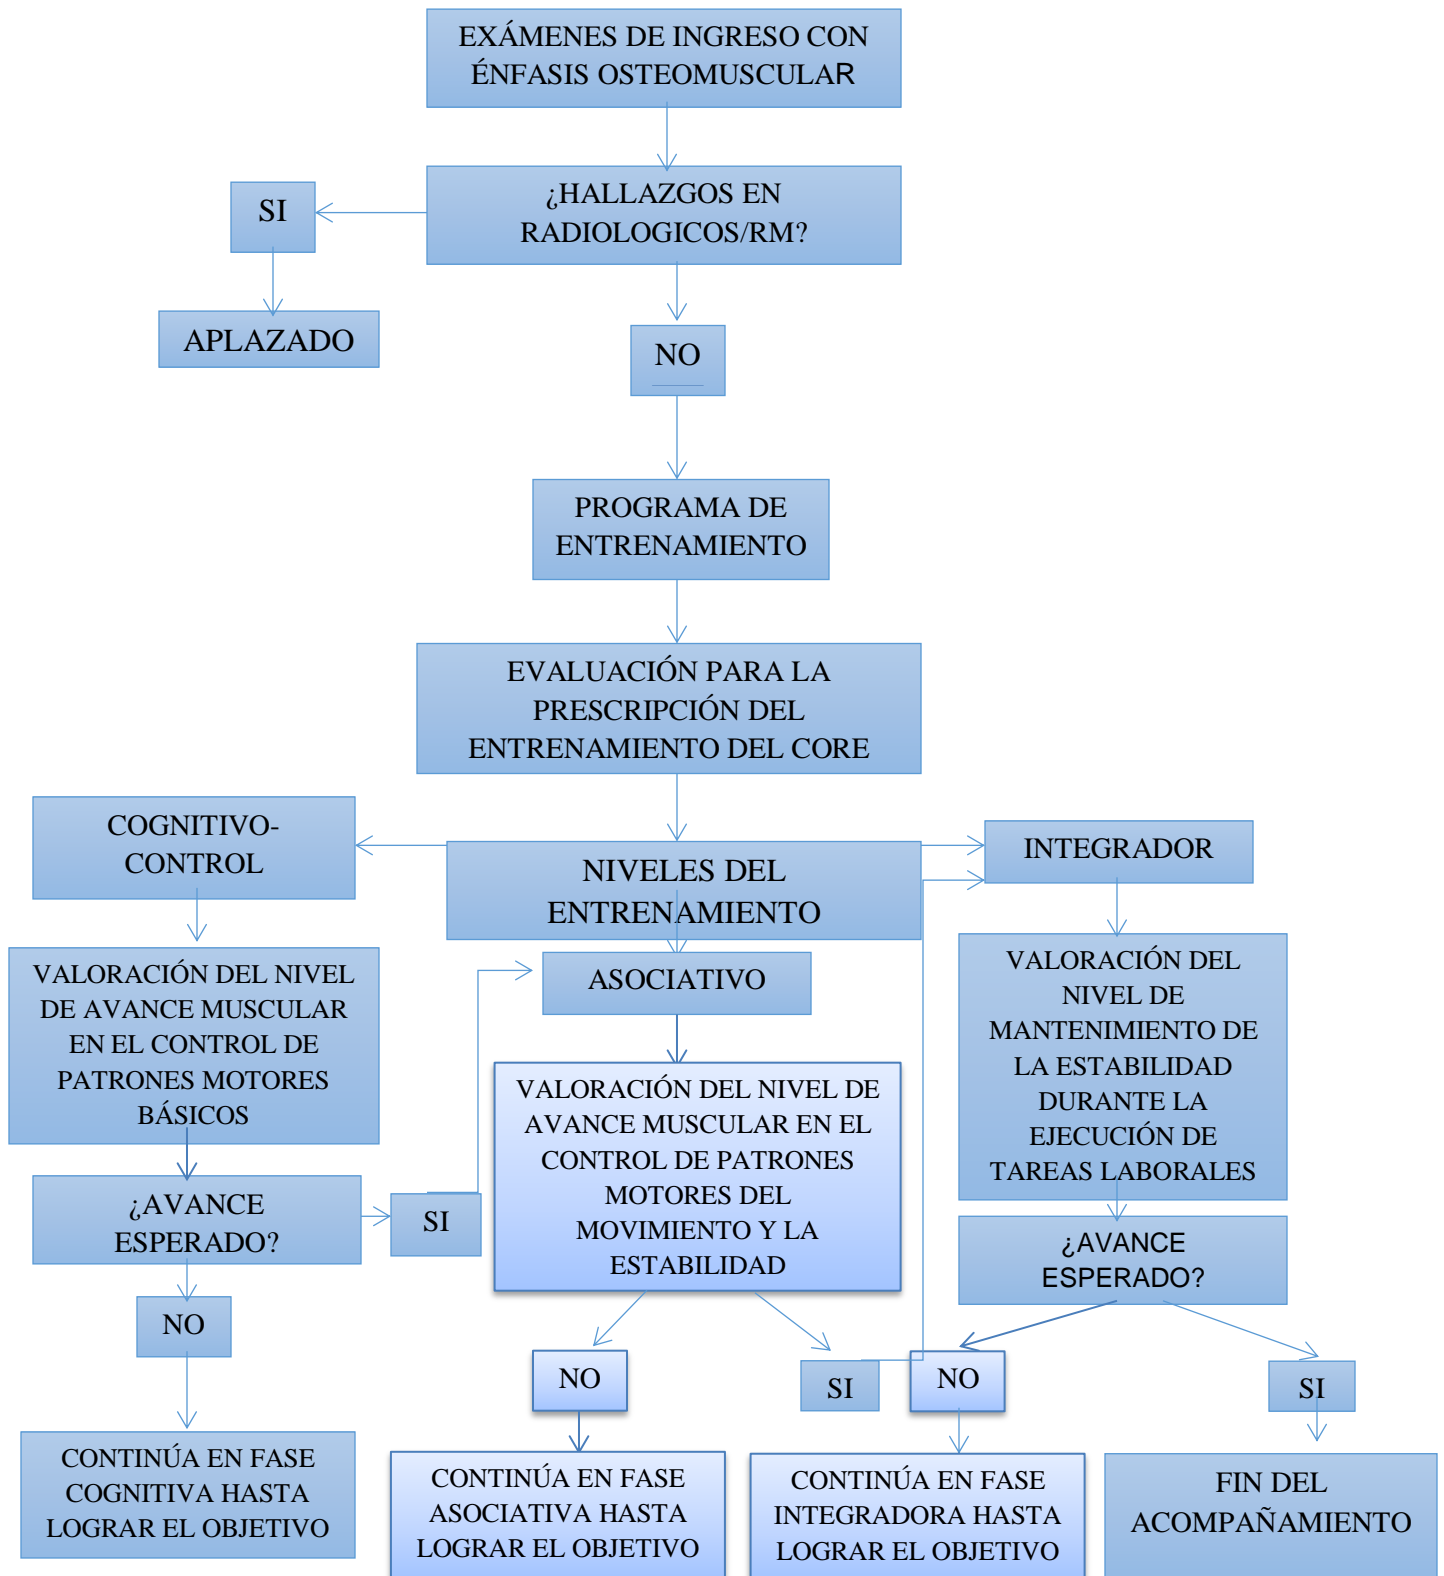 EXÁMENES DE INGRESO CON
ÉNFASIS OSTEOMUSCULAR
¿HALLAZGOS EN
RADIOLOGICOS/RM?
SI
APLAZADO
NO
PROGRAMA DE
ENTRENAMIENTO
EVALUACIÓN PARA LA
PRESCRIPCIÓN DEL
ENTRENAMIENTO DEL CORE
NIVELES DEL
ENTRENAMIENTO
COGNITIVO-
CONTROL
VALORACIÓN DEL NIVEL
DE AVANCE MUSCULAR
EN EL CONTROL DE
PATRONES MOTORES
BÁSICOS
¿AVANCE
ESPERADO?
SI
NO
CONTINÚA EN FASE
COGNITIVA HASTA
LOGRAR EL OBJETIVO
ASOCIATIVO
VALORACIÓN DEL NIVEL DE
AVANCE MUSCULAR EN EL
CONTROL DE PATRONES
MOTORES DEL
MOVIMIENTO Y LA
ESTABILIDAD
NO
SI
CONTINÚA EN FASE
ASOCIATIVA HASTA
LOGRAR EL OBJETIVO
INTEGRADOR
VALORACIÓN DEL
NIVEL DE
MANTENIMIENTO DE
LA ESTABILIDAD
DURANTE LA
EJECUCIÓN DE
TAREAS LABORALES
¿AVANCE
ESPERADO?
NO
SI
CONTINÚA EN FASE
INTEGRADORA HASTA
LOGRAR EL OBJETIVO
FIN DEL
ACOMPAÑAMIENTO